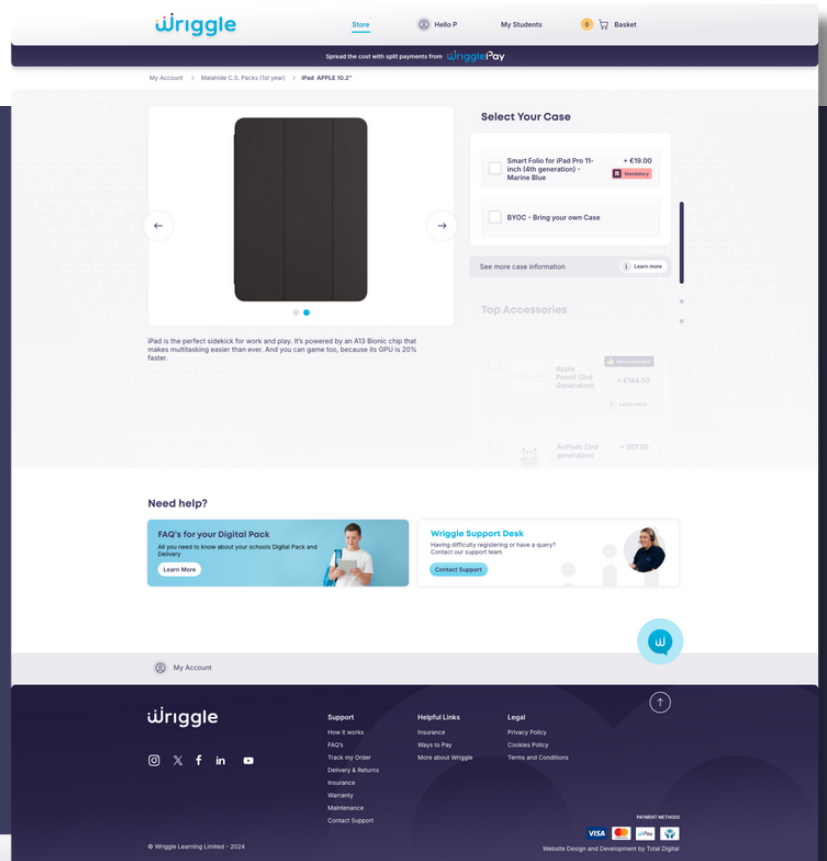 wriggle
Store
Hello P
My Students
0
Basket
Spread the cost with split payments from wrigglePay
My Account > Malahide C.S. Packs (1st year) > iPad APPLE 10.2"
Select Your Case
Smart Folio for iPad Pro 11-
inch (4th generation) -
Marine Blue
+ €19.00
Mandatory
BYOC - Bring your own Case
See more case information
Learn more
Top Accessories
Recommended
Apple
Pencil (2nd
Generation)
+ €184.50
Learn more
AirPods (3rd
generation)
+ 307.50
iPad is the perfect sidekick for work and play. It's powered by an A13 Bionic chip that
makes multitasking easier than ever. And you can game too, because its GPU is 20%
faster.
Need help?
FAQ's for your Digital Pack
All you need to know about your schools Digital Pack and
Delivery
Learn More
Wriggle Support Desk
Having difficulty registering or have a query?
Contact our support team
Contact Support
My Account
wriggle
Support
How it works
FAQ's
Track my Order
Delivery & Returns
Insurance
Warranty
Maintenance
Contact Support
Helpful Links
Insurance
Ways to Pay
More about Wriggle
Legal
Privacy Policy
Cookies Policy
Terms and Conditions
PAYMENT METHODS
VISA
© Wriggle Learning Limited - 2024
Website Design and Development by Total Digital